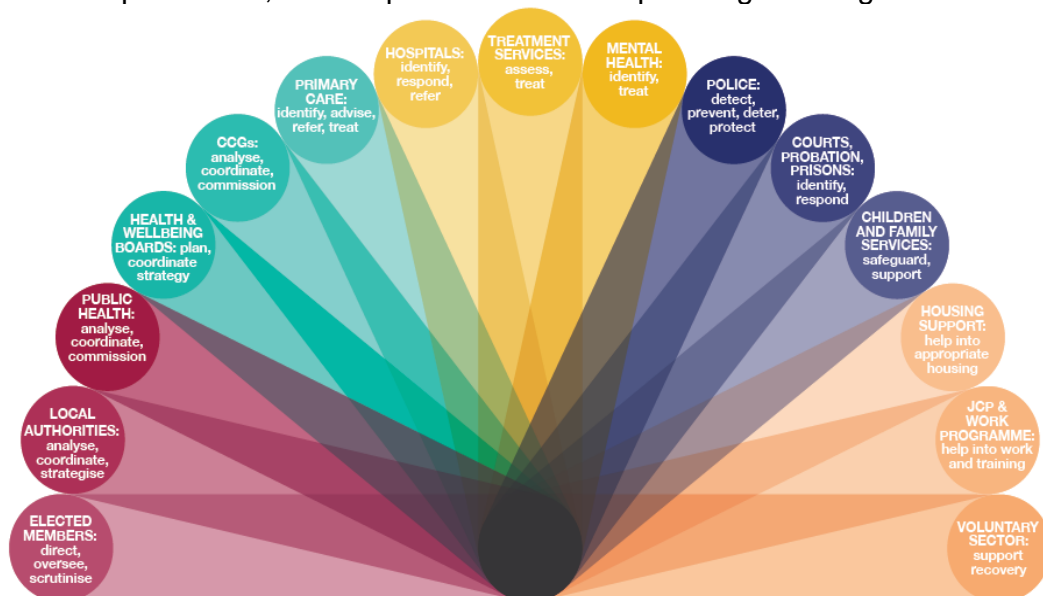 ELECTED
MEMBERS:
direct,
oversee,
scrutinise
LOCAL
AUTHORITIES:
analyse,
coordinate,
strategise
PUBLIC
HEALTH:
analyse,
coordinate,
commission
HEALTH &
WELLBEING
BOARDS: plan,
coordinate
strategy
CCGs:
analyse,
coordinate,
commission
PRIMARY
CARE:
identify, advise,
refer, treat
HOSPITALS:
identify,
respond,
refer
TREATMENT
SERVICES:
assess,
treat
MENTAL
HEALTH:
identify,
treat
POLICE:
detect,
prevent, deter,
protect
COURTS,
PROBATION,
PRISONS:
identify,
respond
CHILDREN
AND FAMILY
SERVICES:
safeguard,
support
HOUSING
SUPPORT:
help into
appropriate
housing
JCP &
WORK
PROGRAMME:
help into work
and training
VOLUNTARY
SECTOR:
support
recovery